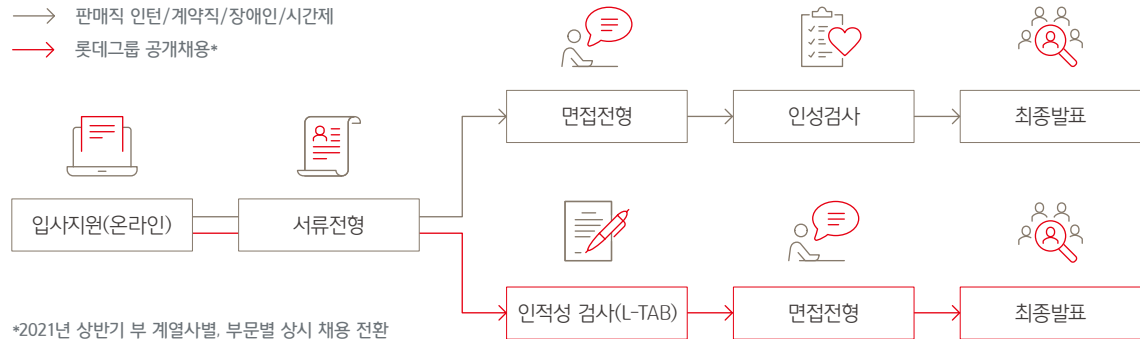 판매직 인턴/계약직/장애인/시간제
롯데그룹 공개채용*
면접전형
인성검사
최종발표
입사지원(온라인)
서류전형
인적성 검사(L-TAB)
면접전형
최종발표
*2021년 상반기 부 계열사별, 부문별 상시 채용 전환